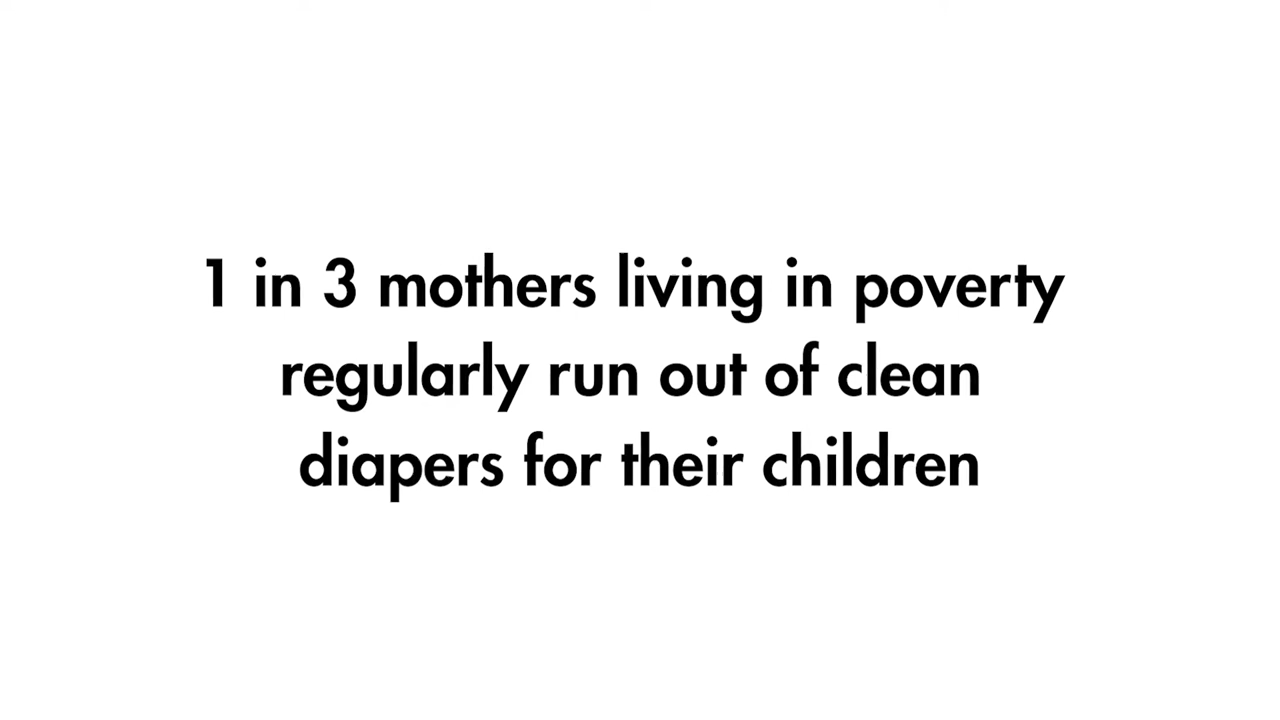 1 in 3 mothers living in poverty
regularly run out of clean
diapers for their children